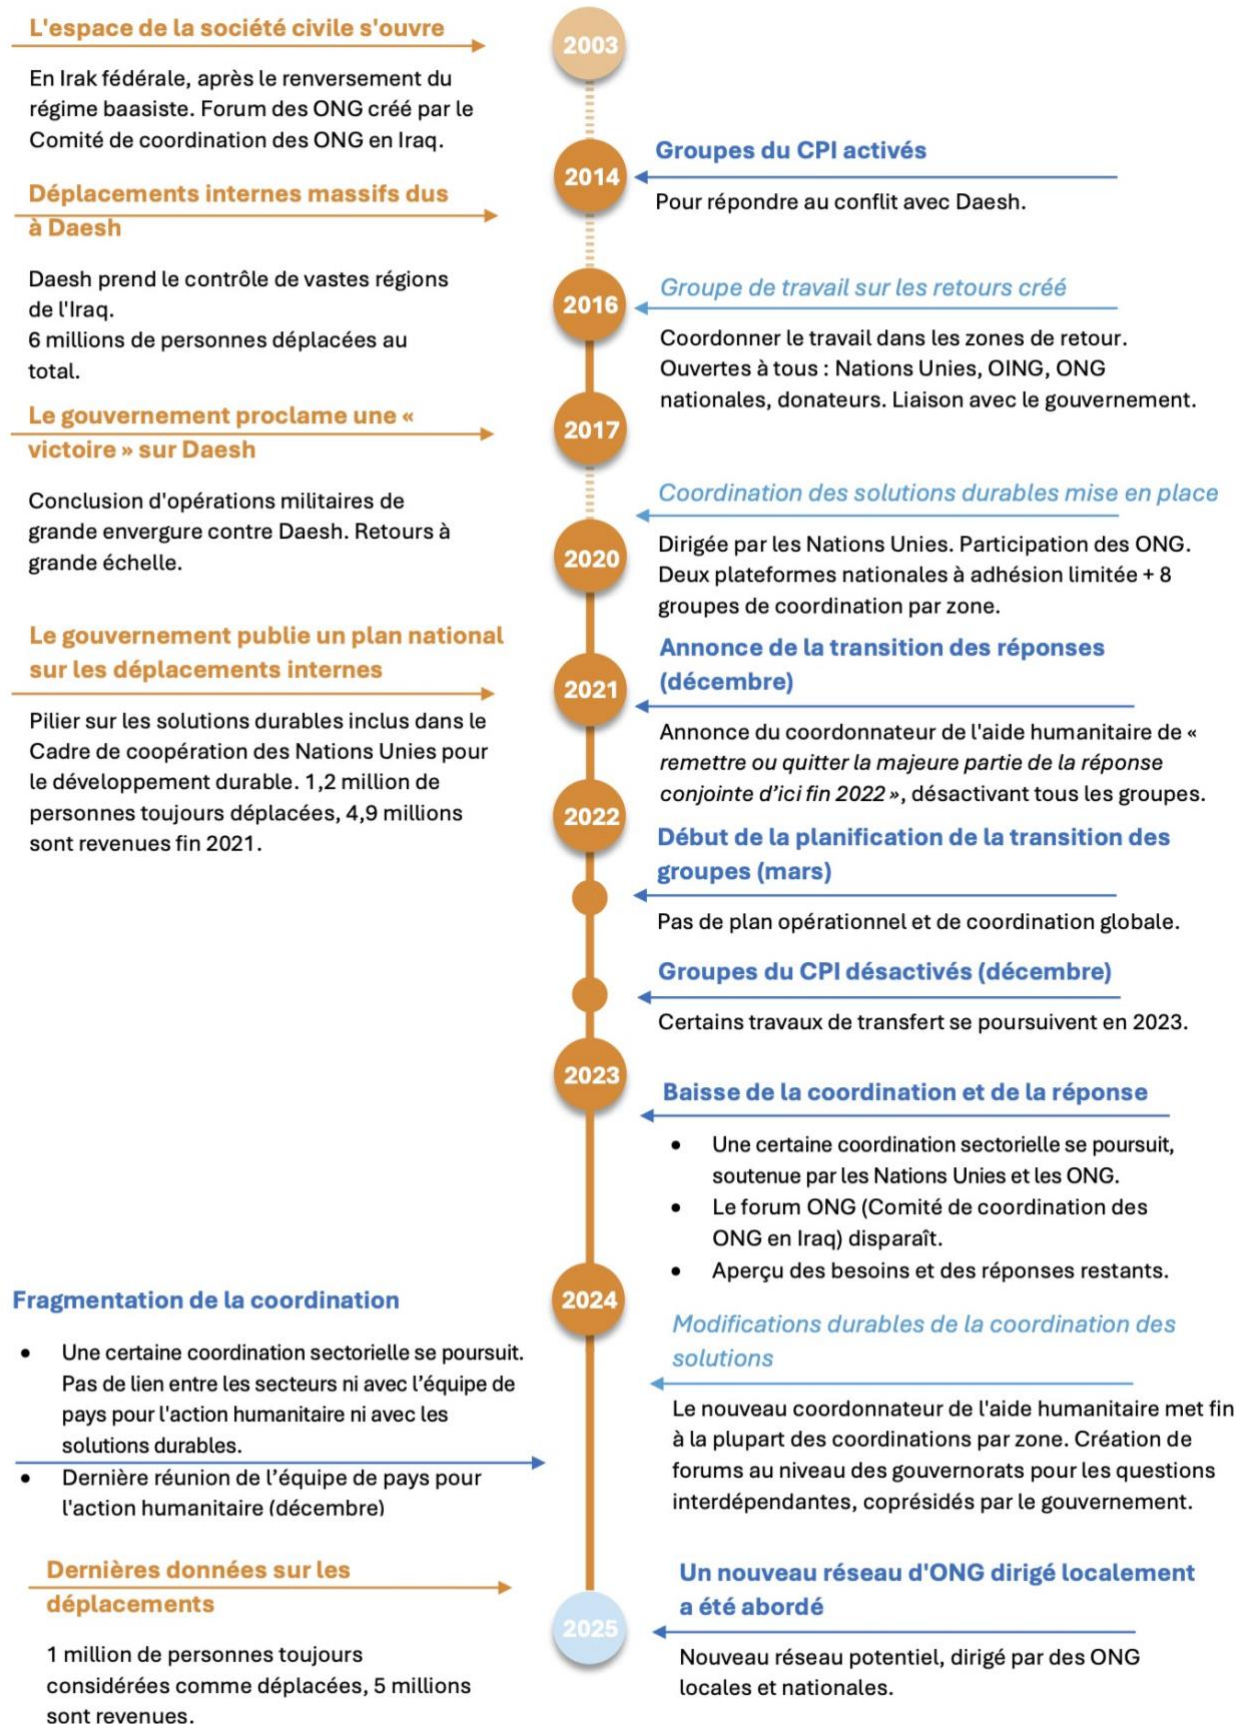 L'espace de la société civile s'ouvre
En Irak fédérale, après le renversement du
régime baasiste. Forum des ONG créé par le
Comité de coordination des ONG en Iraq.
2003
2014
Groupes du CPI activés
Pour répondre au conflit avec Daesh.
Déplacements internes massifs dus
à Daesh
Daesh prend le contrôle de vastes régions
de l'Iraq.
6 millions de personnes déplacées au
total.
2016
Groupe de travail sur les retours créé
Coordonner le travail dans les zones de retour.
Ouvertes à tous : Nations Unies, OING, ONG
nationales, donateurs. Liaison avec le gouvernement.
Le gouvernement proclame une «
victoire » sur Daesh
Conclusion d'opérations militaires de
grande envergure contre Daesh. Retours à
grande échelle.
2017
Coordination des solutions durables mise en place
2020
Dirigée par les Nations Unies. Participation des ONG.
Deux plateformes nationales à adhésion limitée + 8
groupes de coordination par zone.
Le gouvernement publie un plan national
sur les déplacements internes
Pilier sur les solutions durables inclus dans le
Cadre de coopération des Nations Unies pour
le développement durable. 1,2 million de
personnes toujours déplacées, 4,9 millions
sont revenues fin 2021.
2021
Annonce de la transition des réponses
(décembre)
Annonce du coordonnateur de l'aide humanitaire de «
remettre ou quitter la majeure partie de la réponse
conjointe d’ici fin 2022 », désactivant tous les groupes.
2022
Début de la planification de la transition des
groupes (mars)
Pas de plan opérationnel et de coordination globale.
Groupes du CPI désactivés (décembre)
Certains travaux de transfert se poursuivent en 2023.
2023
Baisse de la coordination et de la réponse
• Une certaine coordination sectorielle se poursuit,
soutenue par les Nations Unies et les ONG.
• Le forum ONG (Comité de coordination des
ONG en Iraq) disparaît.
• Aperçu des besoins et des réponses restants.
Fragmentation de la coordination
• Une certaine coordination sectorielle se poursuit.
Pas de lien entre les secteurs ni avec l’équipe de
pays pour l'action humanitaire ni avec les
solutions durables.
• Dernière réunion de l’équipe de pays pour
l'action humanitaire (décembre)
2024
Modifications durables de la coordination des
solutions
Le nouveau coordonnateur de l'aide humanitaire met fin
à la plupart des coordinations par zone. Création de
forums au niveau des gouvernorats pour les questions
interdépendantes, coprésidés par le gouvernement.
Dernières données sur les
déplacements
1 million de personnes toujours
considérées comme déplacées, 5 millions
sont revenues.
2025
Un nouveau réseau d'ONG dirigé localement
a été abordé
Nouveau réseau potentiel, dirigé par des ONG
locales et nationales.